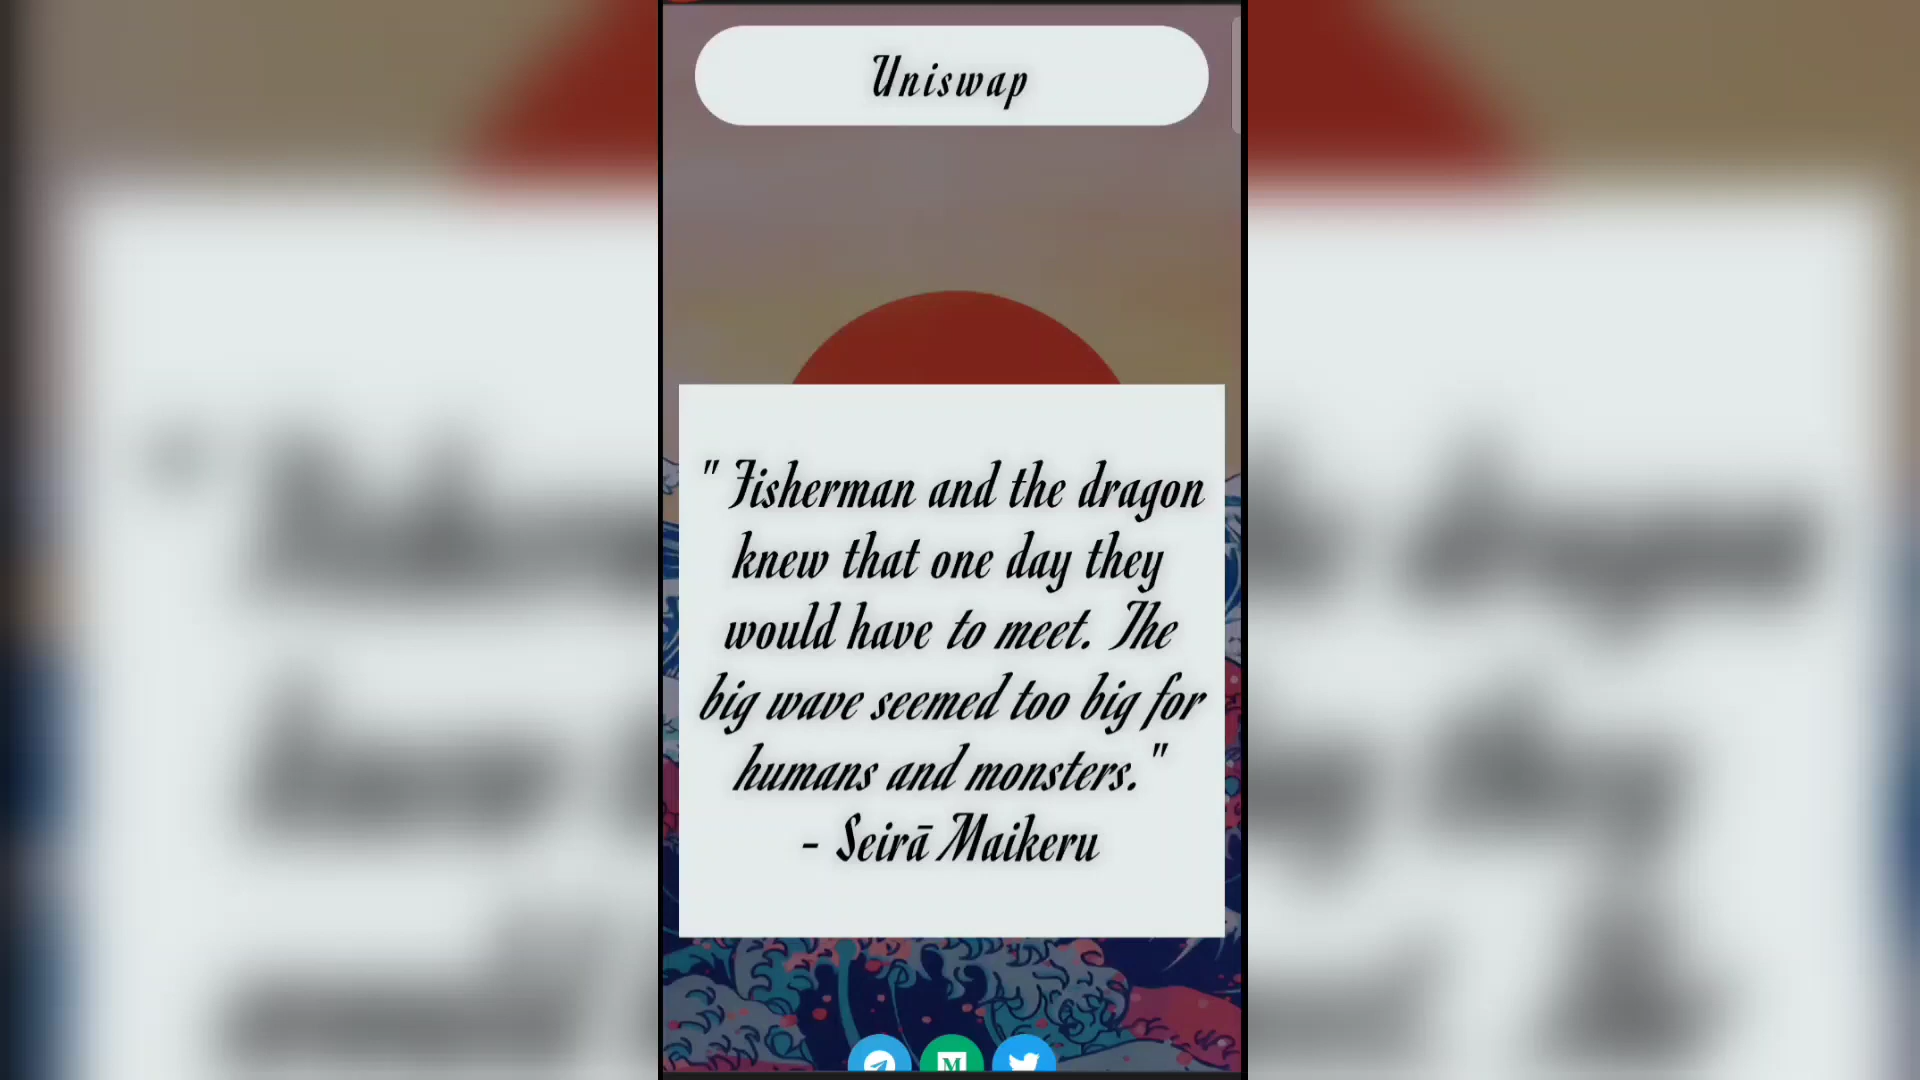 Uniswap
" Fisherman and the dragon
knew that one day they
would have to meet. The
big wave seemed too big for
humans and monsters."
- Seirā Maikeru
M